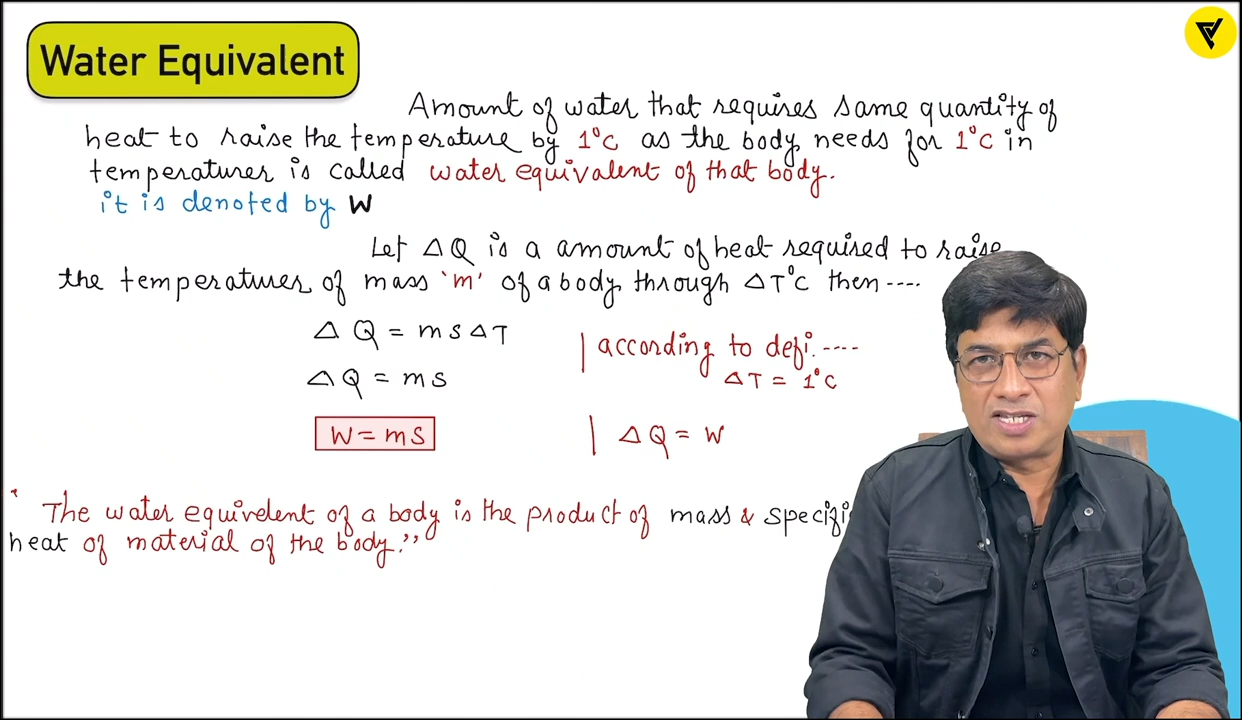 Water Equivalent
Amount of water that requires same quantity of
heat to raise the temperature by 1°C as the body needs for 1°C in
temperaturer is called water equivalent of that body.
it is denoted by W
Let ΔQ is a amount of heat required to raise
the temperaturer of mass 'm' of a body through ΔT°C then----
ΔQ = msΔT
| according to defi.----
ΔT = 1°C
ΔQ = ms
W = ms
| ΔQ = W
The water equivelent of a body is the product of mass & specifi
heat of material of the body."